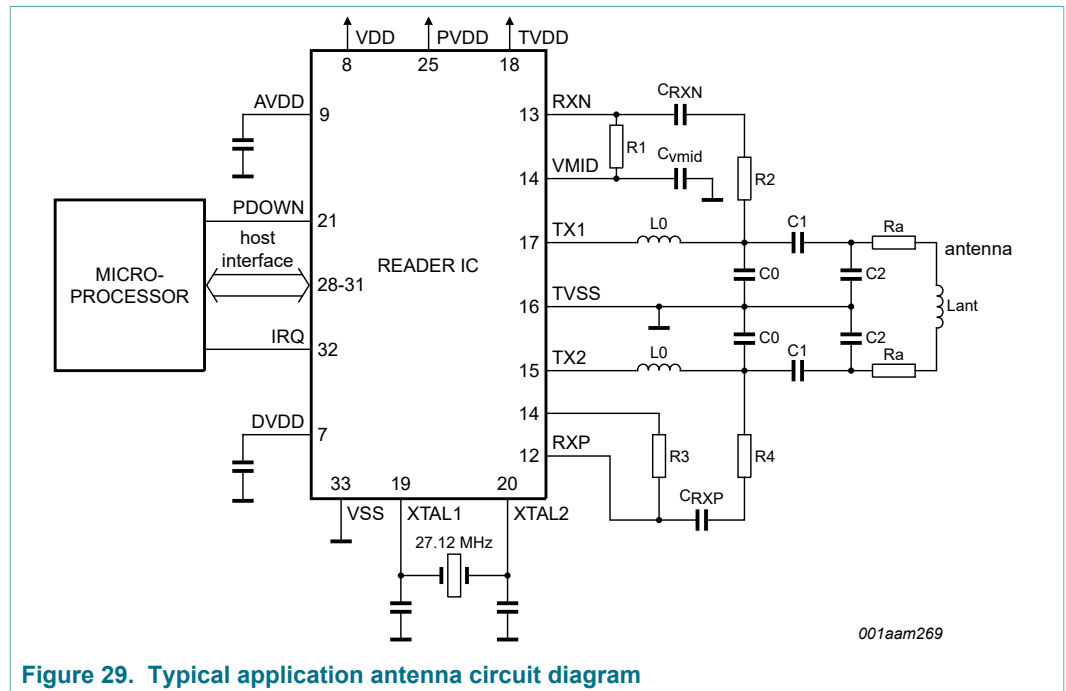 VDD
PVDD
TVDD
8
25
18
AVDD
9
13
RXN
CRXN
R1
VMID
14
Cvmid
R2
PDOWN
21
host
interface
MICRO-
PROCESSOR
READER IC
28-31
IRQ
32
17
TX1
L0
C1
Ra
antenna
C0
C2
TVSS
16
Lant
C0
C2
TX2
15
L0
C1
Ra
14
RXP
12
R3
R4
CRXP
DVDD
7
33
19
20
VSS
XTAL1
XTAL2
27.12 MHz
001aam269
Figure 29. Typical application antenna circuit diagram